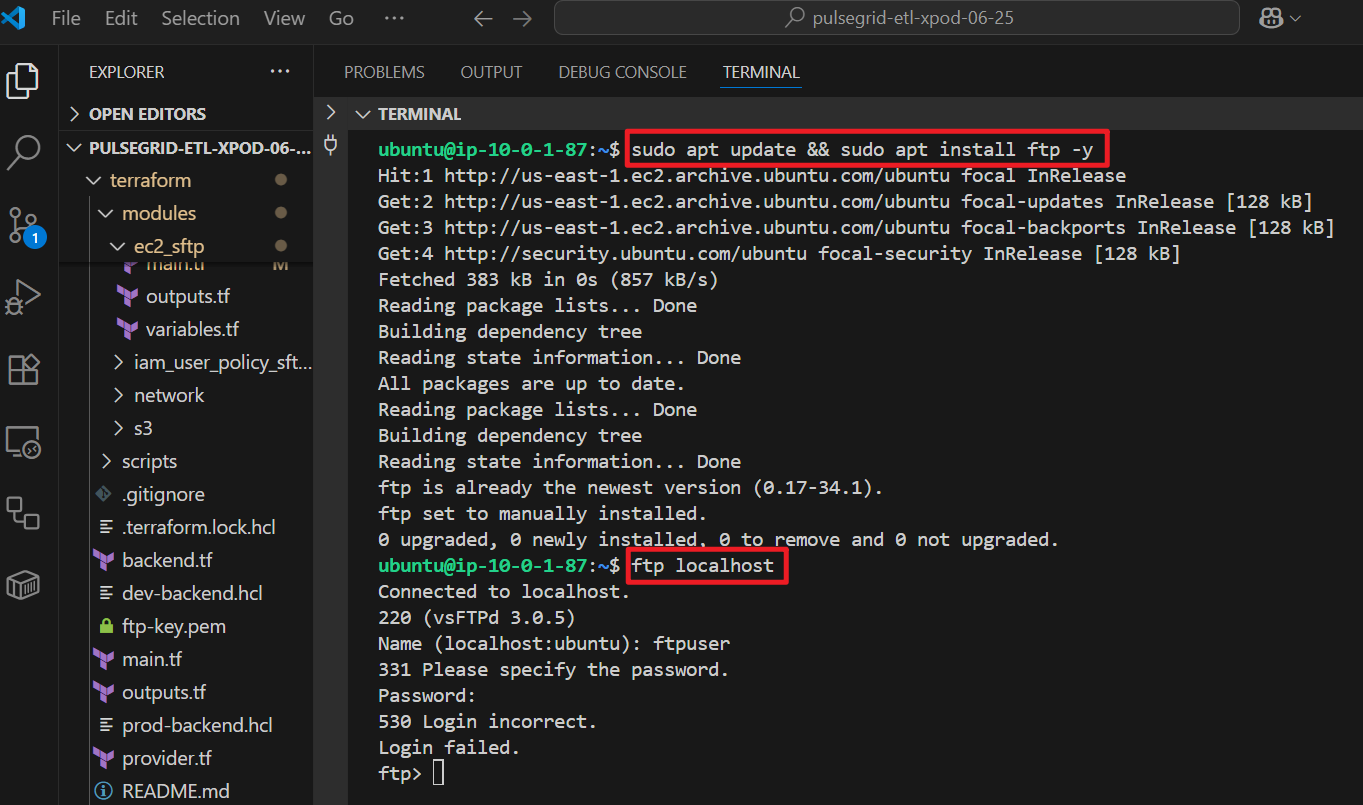 File Edit Selection View Go ··· pulsegrid-etl-xpod-06-25
EXPLORER ···
OPEN EDITORS
PULSEGRID-ETL-XPOD-06-...
terraform
modules
ec2_sftp
main.tf M
outputs.tf
variables.tf
iam_user_policy_sft...
network
s3
scripts
.gitignore
.terraform.lock.hcl
backend.tf
dev-backend.hcl
ftp-key.pem
main.tf
outputs.tf
prod-backend.hcl
provider.tf
README.md
1
PROBLEMS OUTPUT DEBUG CONSOLE TERMINAL
TERMINAL
ubuntu@ip-10-0-1-87:~$ sudo apt update && sudo apt install ftp -y
Hit:1 http://us-east-1.ec2.archive.ubuntu.com/ubuntu focal InRelease
Get:2 http://us-east-1.ec2.archive.ubuntu.com/ubuntu focal-updates InRelease [128 kB]
Get:3 http://us-east-1.ec2.archive.ubuntu.com/ubuntu focal-backports InRelease [128 kB]
Get:4 http://security.ubuntu.com/ubuntu focal-security InRelease [128 kB]
Fetched 383 kB in 0s (857 kB/s)
Reading package lists... Done
Building dependency tree
Reading state information... Done
All packages are up to date.
Reading package lists... Done
Building dependency tree
Reading state information... Done
ftp is already the newest version (0.17-34.1).
ftp set to manually installed.
0 upgraded, 0 newly installed, 0 to remove and 0 not upgraded.
ubuntu@ip-10-0-1-87:~$ ftp localhost
Connected to localhost.
220 (vsFTPd 3.0.5)
Name (localhost:ubuntu): ftpuser
331 Please specify the password.
Password:
530 Login incorrect.
Login failed.
ftp>